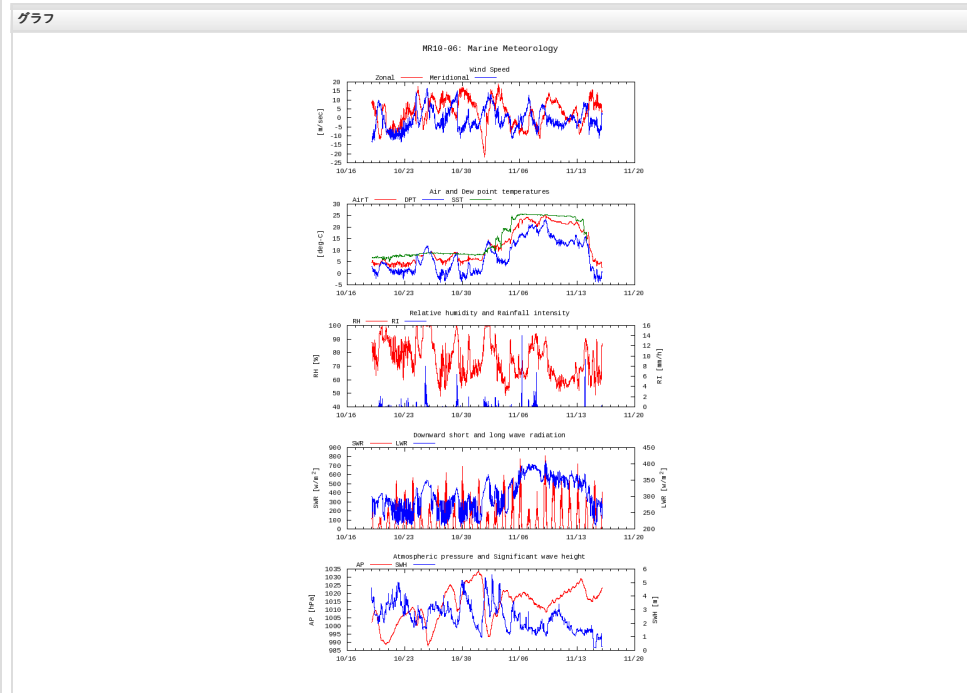 グラフ
MR10-06: Marine Meteorology
Wind Speed
Zonal Meridional
20
15
10
5
0
-5
-10
-15
-20
-25
[m/sec]
10/16 10/23 10/30 11/06 11/13 11/20
Air and Dew point temperatures
AirT DPT SST
30
25
20
15
10
5
0
-5
[deg-C]
10/16 10/23 10/30 11/06 11/13 11/20
Relative humidity and Rainfall intensity
RH RI
100
90
80
70
60
50
40
RH [%]
16
14
12
10
8
6
4
2
0
RI [mm/h]
10/16 10/23 10/30 11/06 11/13 11/20
Downward short and long wave radiation
SWR LWR
900
800
700
600
500
400
300
200
100
0
SWR [w/m²]
450
400
350
300
250
200
LWR [w/m²]
10/16 10/23 10/30 11/06 11/13 11/20
Atmospheric pressure and Significant wave height
AP SWH
1035
1030
1025
1020
1015
1010
1005
1000
995
990
985
AP [hPa]
6
5
4
3
2
1
0
SWH [m]
10/16 10/23 10/30 11/06 11/13 11/20